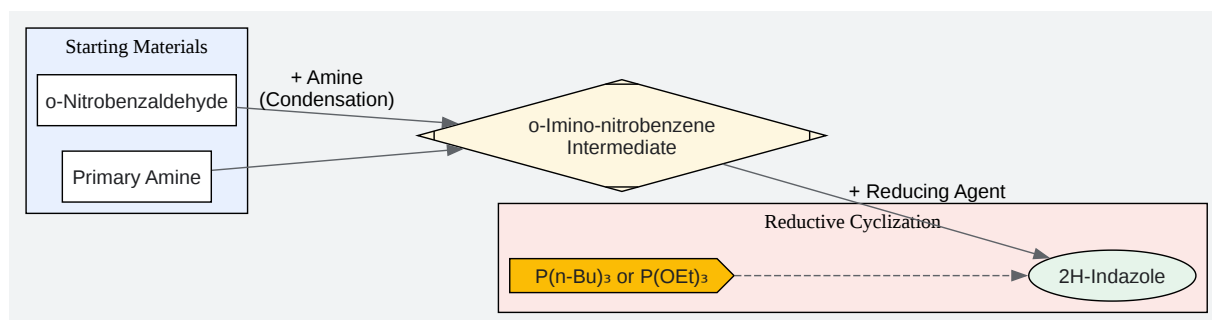 Starting Materials
o-Nitrobenzaldehyde
+ Amine
(Condensation)
Primary Amine
o-Imino-nitrobenzene
Intermediate
+ Reducing Agent
Reductive Cyclization
P(n-Bu)₃ or P(OEt)₃
2H-Indazole